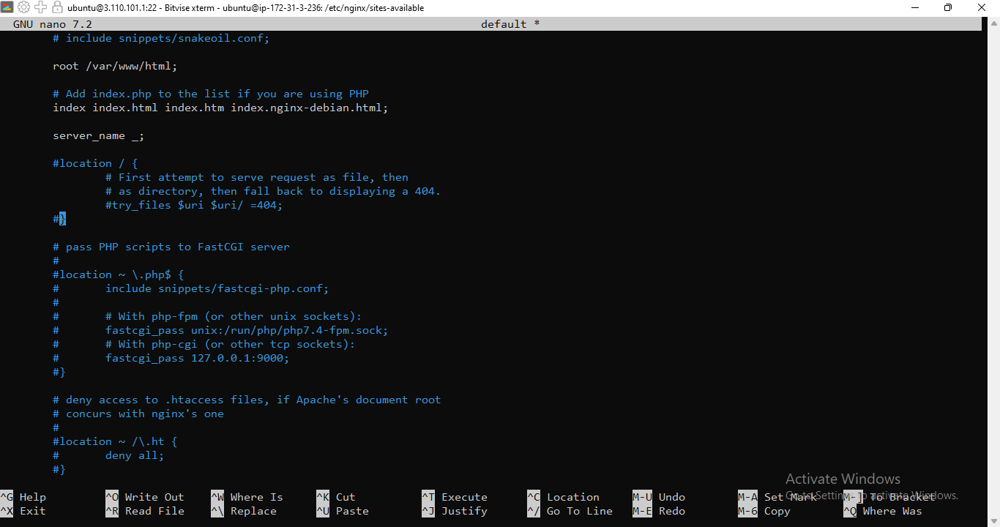 ubuntu@3.110.101.1:22 - Bitvise xterm - ubuntu@ip-172-31-3-236: /etc/nginx/sites-available
GNU nano 7.2 default *
# include snippets/snakeoil.conf;
root /var/www/html;
# Add index.php to the list if you are using PHP
index index.html index.htm index.nginx-debian.html;
server_name _;
#location / {
# First attempt to serve request as file, then
# as directory, then fall back to displaying a 404.
#try_files $uri $uri/ =404;
#}
# pass PHP scripts to FastCGI server
#
#location ~ \.php$ {
# include snippets/fastcgi-php.conf;
#
# # With php-fpm (or other unix sockets):
# fastcgi_pass unix:/run/php/php7.4-fpm.sock;
# # With php-cgi (or other tcp sockets):
# fastcgi_pass 127.0.0.1:9000;
#}
# deny access to .htaccess files, if Apache's document root
# concurs with nginx's one
#
#location ~ /\.ht {
# deny all;
#}
Activate Windows
Go to Settings to activate Windows.
^G Help ^O Write Out ^W Where Is ^K Cut ^T Execute ^C Location M-U Undo M-A Set Mark M-] To Bracket
^X Exit ^R Read File ^\ Replace ^U Paste ^J Justify ^/ Go To Line M-E Redo M-6 Copy ^Q Where Was